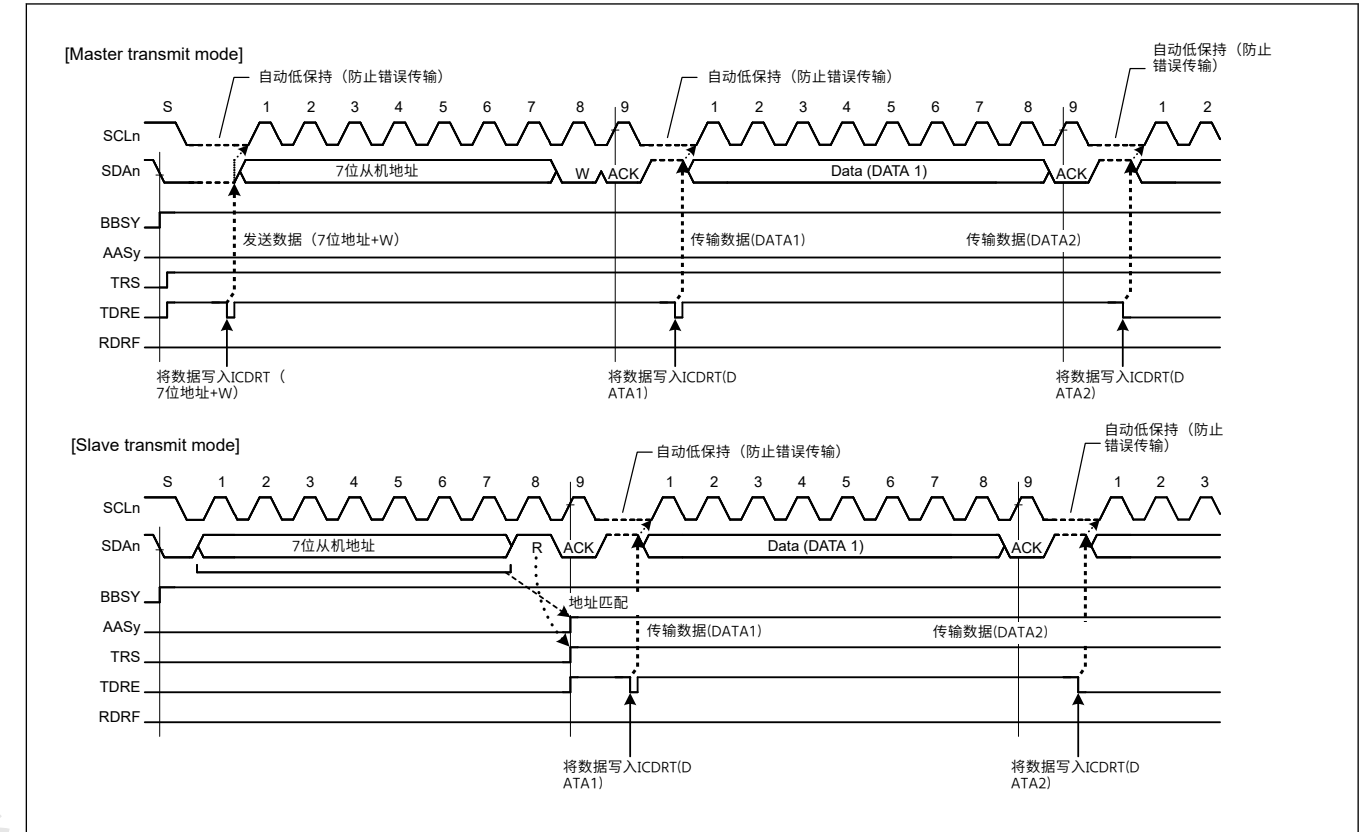 [Master transmit mode]
自动低保持（防止错误传输）
自动低保持（防止错误传输）
自动低保持（防止
错误传输）
S 1 2 3 4 5 6 7 8 9 1 2 3 4 5 6 7 8 9 1 2
SCLn
SDAn 7位从机地址 W ACK Data (DATA 1) ACK
BBSY
发送数据（7位地址+W） 传输数据(DATA1) 传输数据(DATA2)
AASy
TRS
TDRE
RDRF
将数据写入ICDRT（
7位地址+W）
将数据写入ICDRT(D
ATA1)
将数据写入ICDRT(D
ATA2)
[Slave transmit mode]
自动低保持（防止错误传输）
自动低保持（防止
错误传输）
S 1 2 3 4 5 6 7 8 9 1 2 3 4 5 6 7 8 9 1 2 3
SCLn
SDAn 7位从机地址 R ACK Data (DATA 1) ACK
BBSY
地址匹配
AASy
传输数据(DATA1) 传输数据(DATA2)
TRS
TDRE
RDRF
将数据写入ICDRT(D
ATA1)
将数据写入ICDRT(D
ATA2)